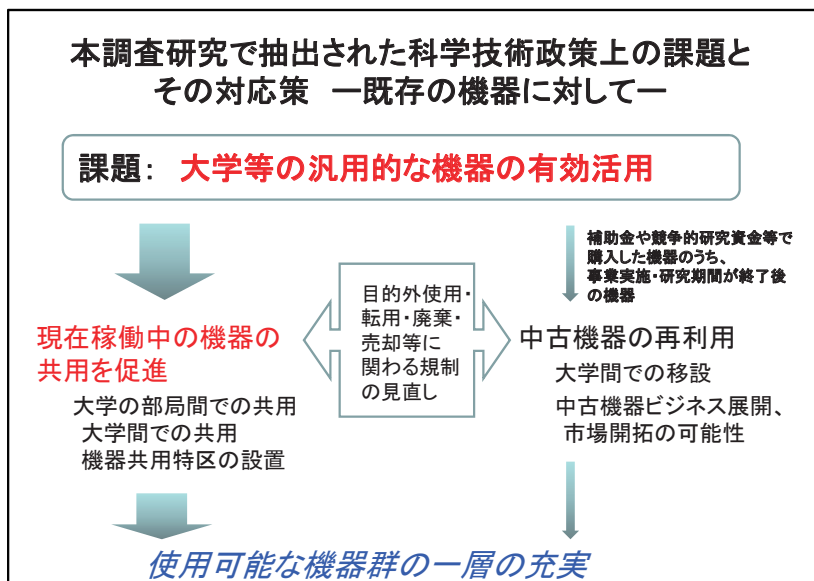 本調査研究で抽出された科学技術政策上の課題と
その対応策 ー既存の機器に対してー
課題: 大学等の汎用的な機器の有効活用
補助金や競争的研究資金等で
購入した機器のうち、
事業実施・研究期間が終了後
の機器
目的外使用・
転用・廃棄・
売却等に
関わる規制
の見直し
現在稼働中の機器の
共用を促進
大学の部局間での共用
大学間での共用
機器共用特区の設置
中古機器の再利用
大学間での移設
中古機器ビジネス展開、
市場開拓の可能性
使用可能な機器群の一層の充実